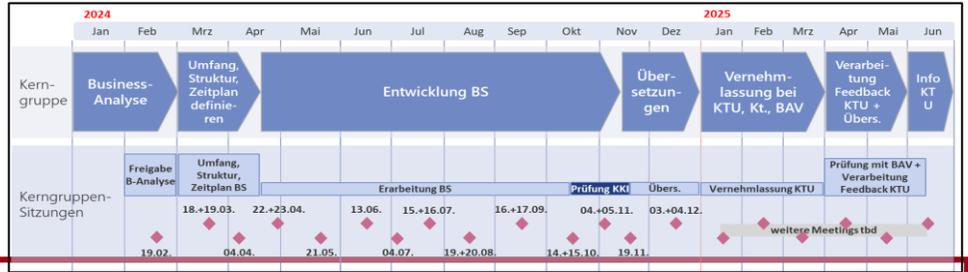 2024
2025
Jan Feb Mrz Apr Mai Jun Jul Aug Sep Okt Nov Dez Jan Feb Mrz Apr Mai Jun
Kern-
gruppe
Business-
Analyse
Umfang,
Struktur,
Zeitplan
definie-
ren
Entwicklung BS
Über-
setzun-
gen
Vernehm-
lassung bei
KTU, Kt., BAV
Verarbei-
tung
Feedback
KTU +
Übers.
Info
KT
U
Kerngruppen-
Sitzungen
Freigabe
B-Analyse
Umfang,
Struktur,
Zeitplan BS
Erarbeitung BS
Prüfung KKI
Übers.
Vernehmlassung KTU
Prüfung mit BAV +
Verarbeitung
Feedback KTU
18.+19.03. 22.+23.04. 13.06. 15.+16.07. 16.+17.09. 04.+05.11. 03.+04.12.
weitere Meetings tbd
19.02. 04.04. 21.05. 04.07. 19.+20.08. 14.+15.10. 19.11.